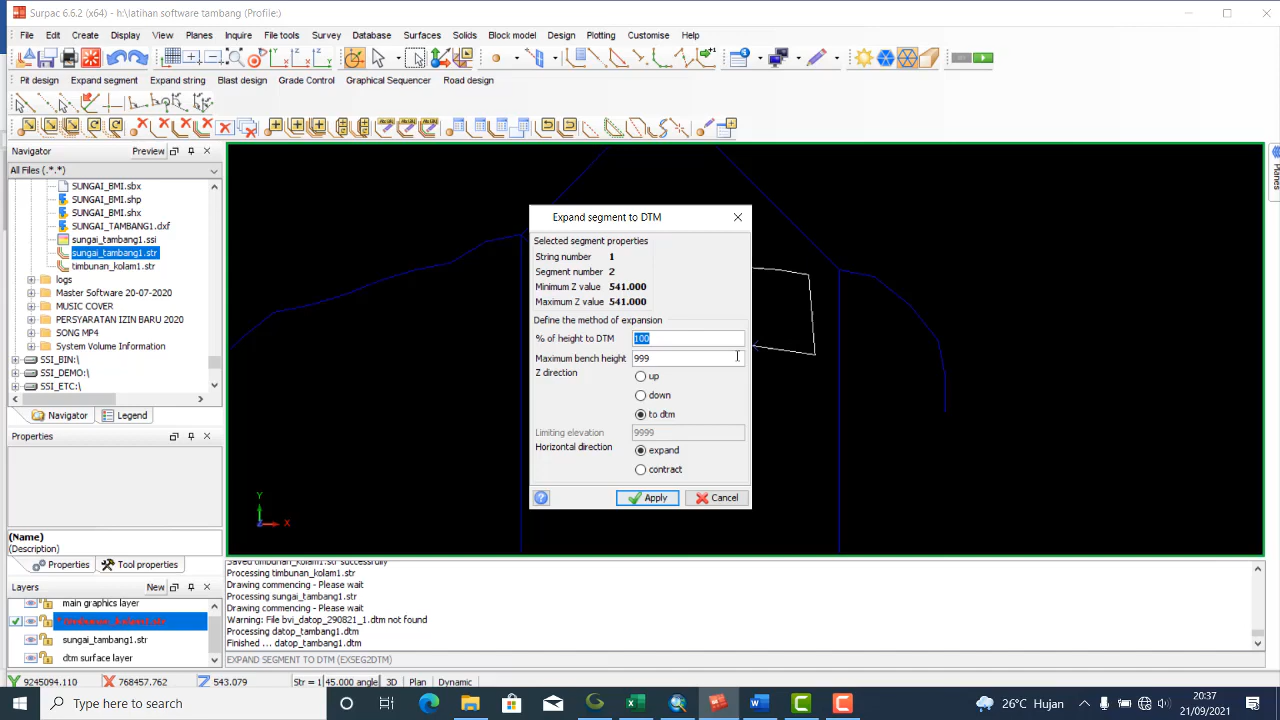 Surpac 6.6.2 (x64) - h:\latihan software tambang (Profile:)
File Edit Create Display View Planes Inquire File tools Survey Database Surfaces Solids Block model Design Plotting Customise Help
Pit design Expand segment Expand string Blast design Grade Control Graphical Sequencer Road design
Navigator Preview
All Files (.*.*)
SUNGAI_BMI.sbx
SUNGAI_BMI.shp
SUNGAI_BMI.shx
SUNGAI_TAMBANG1.dxf
sungai_tambang1.ssi
sungai_tambang1.str
timbunan_kolam1.str
logs
Master Software 20-07-2020
MUSIC COVER
PERSYARATAN IZIN BARU 2020
SONG MP4
System Volume Information
SSI_BIN:\
SSI_DEMO:\
SSI_ETC:\
Navigator Legend
Properties
(Name)
(Description)
Properties Tool properties
Layers New
main graphics layer
sungai_tambang1.str
dtm surface layer
Planes
Y
X
Expand segment to DTM
Selected segment properties
String number 1
Segment number 2
Minimum Z value 541.000
Maximum Z value 541.000
Define the method of expansion
% of height to DTM 100
Maximum bench height 999
Z direction up
down
to dtm
Limiting elevation 9999
Horizontal direction expand
contract
Apply Cancel
Saved timbunan_kolam1.str successfully
Processing timbunan_kolam1.str
Drawing commencing - Please wait
Processing sungai_tambang1.str
Drawing commencing - Please wait
Warning: File bvi_datop_290821_1.dtm not found
Processing datop_tambang1.dtm
Finished ... datop_tambang1.dtm
EXPAND SEGMENT TO DTM (EXSEG2DTM)
Y 9245094.110 X 768457.762 Z 543.079 Str = 1 45.000 angle 3D Plan Dynamic
Type here to search
26°C Hujan
20:37
21/09/2021